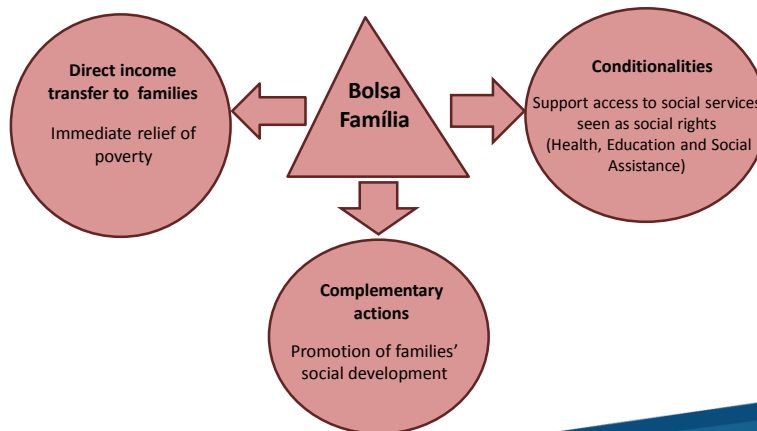 Direct income
transfer to families
Immediate relief of
poverty
Bolsa
Família
Conditionalities
Support access to social services
seen as social rights
(Health, Education and Social
Assistance)
Complementary
actions
Promotion of families'
social development